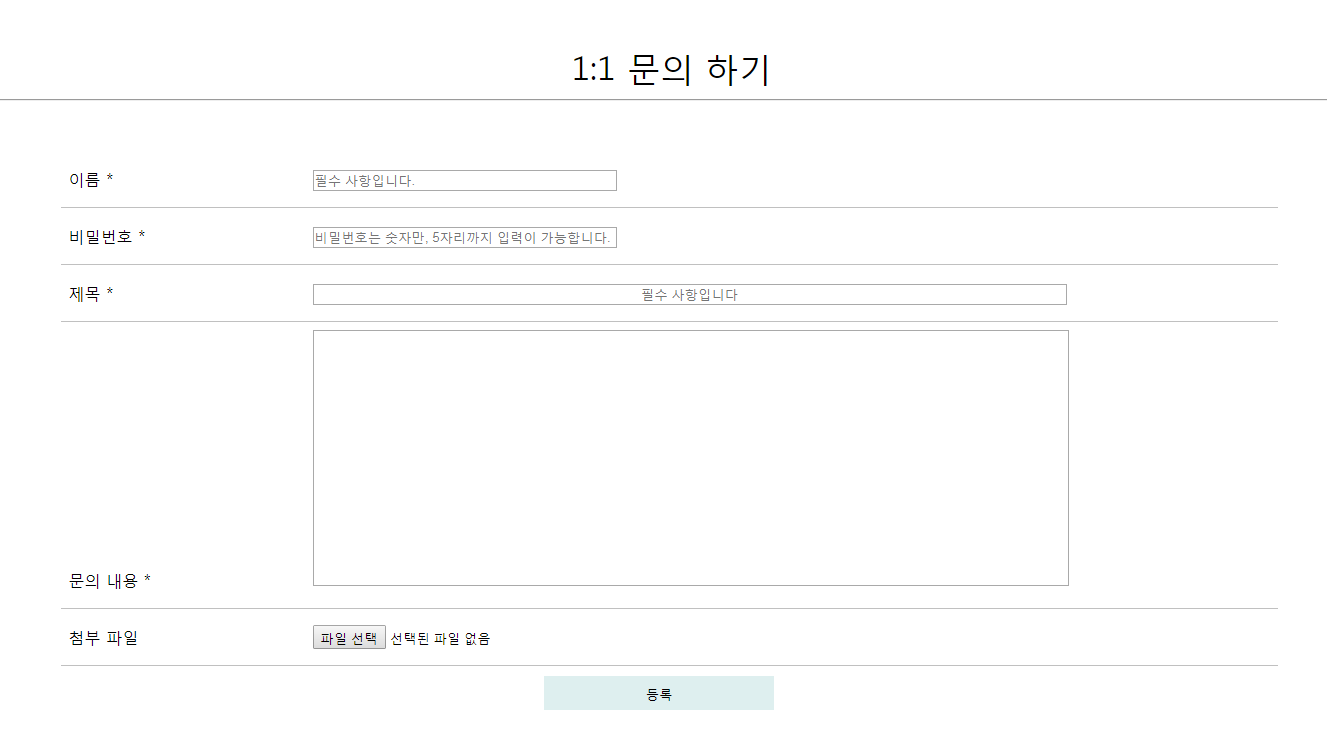 1:1 문의 하기
이름 * 필수 사항입니다.
비밀번호 * 비밀번호는 숫자만, 5자리까지 입력이 가능합니다.
제목 * 필수 사항입니다
문의 내용 *
첨부 파일 파일 선택 선택된 파일 없음
등록